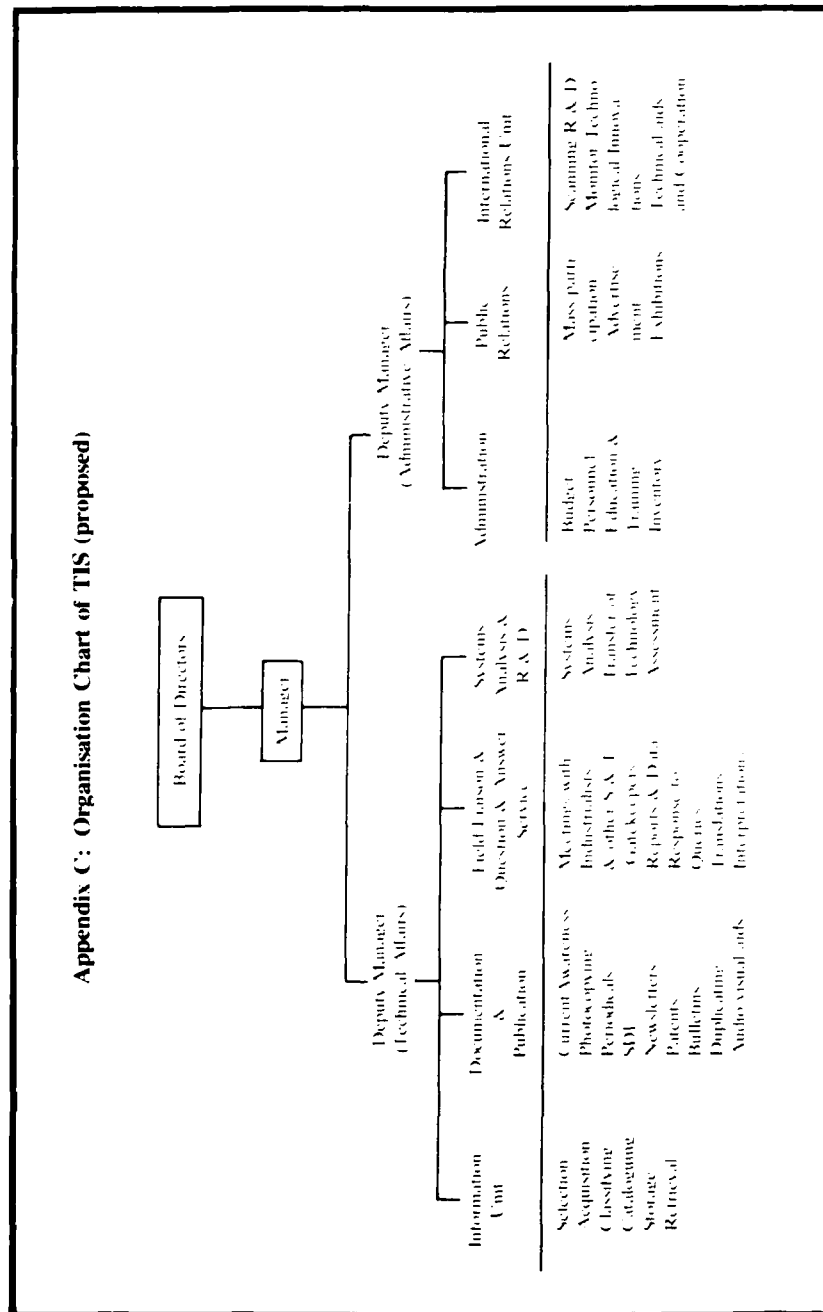 Appendix C: Organisation Chart of TIS (proposed)
Board of Directors
Manager
Deputy Manager
(Technical Affairs)
Deputy Manager
(Administrative Affairs)
Information
Unit
Documentation
&
Publication
Field Liaison &
Question & Answer
Service
Systems
Analysis &
R & D
Administration
Public
Relations
International
Relations Unit
Selection
Acquisition
Classifying
Cataloguing
Storage
Retrieval
Current Awareness
Photocopying
Periodicals
SDI
Newsletters
Patents
Bulletins
Duplicating
Audio visual aids
Meetings with
Industrialists
& other S & T
Gatekeepers
Reports & Data
Response to
Queries
Translations
Interpretations
Systems
Analysis
Transfer of
Technology
Assessment
Budget
Personnel
Education &
Training
Inventory
Mass parti
cipation
Advertise
ment
Exhibitions
Scanning R & D
Monitor Techno
logical Innova
tions
Technical aids
and Cooperation